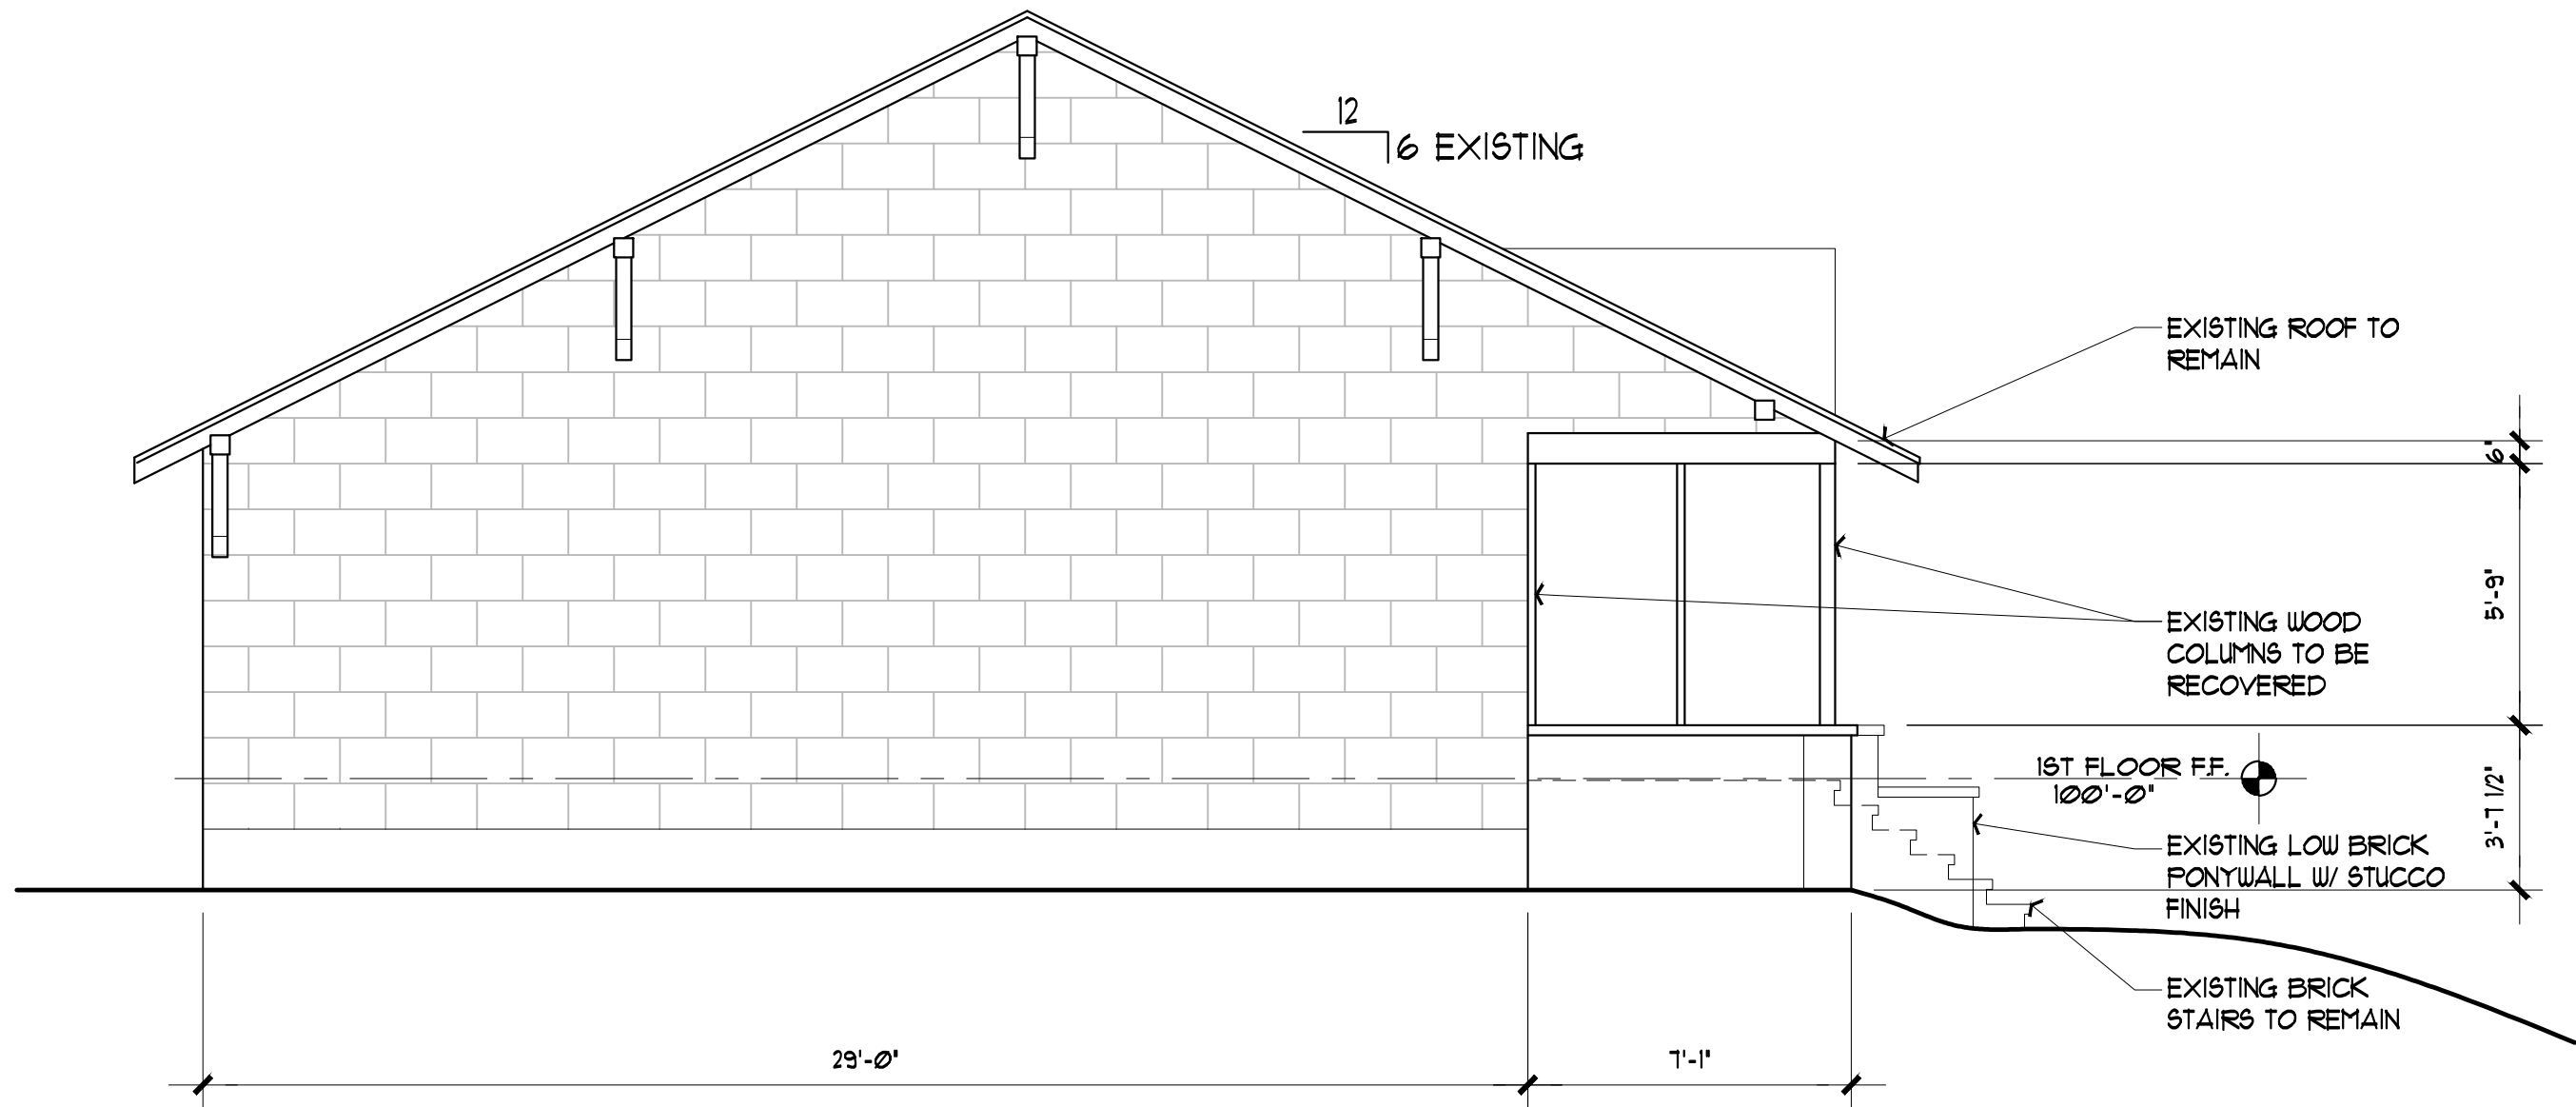 12
6 EXISTING
EXISTING ROOF TO
REMAIN
6"
5'-9"
EXISTING WOOD
COLUMNS TO BE
RECOVERED
1ST FLOOR F.F.
100'-0"
3'-7 1/2"
EXISTING LOW BRICK
PONYWALL W/ STUCCO
FINISH
EXISTING BRICK
STAIRS TO REMAIN
29'-0"
7'-1"